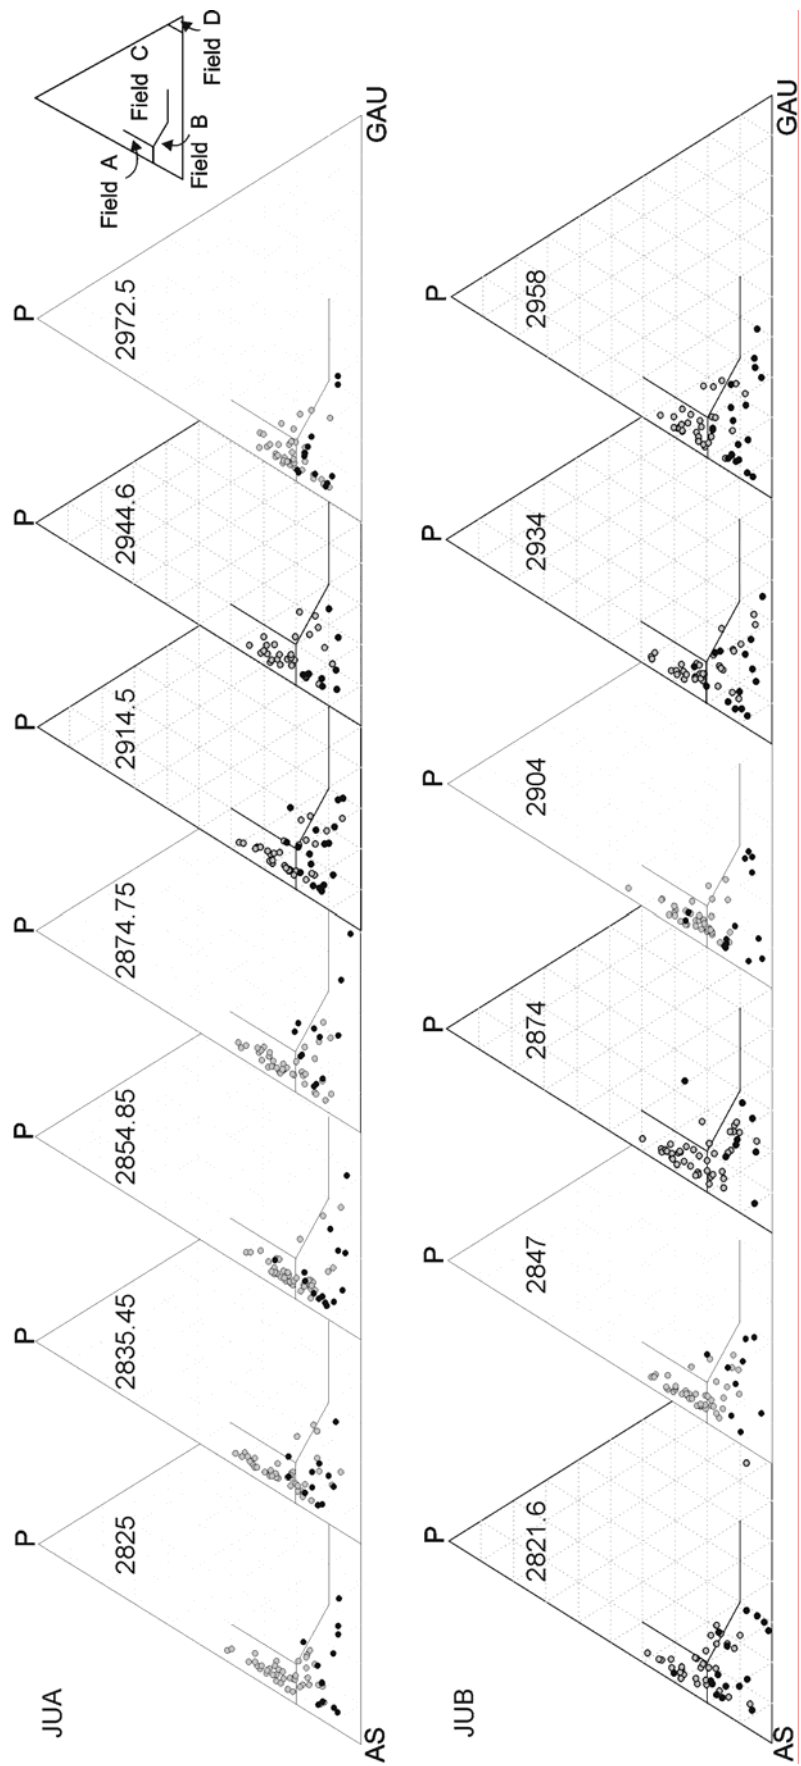 JUA
P
2825
P
2835.45
P
2854.85
P
2874.75
P
2914.5
P
2944.6
P
2972.5
AS
GAU
Field A
Field B
Field C
Field D
JUB
P
2821.6
P
2847
P
2874
P
2904
P
2934
P
2958
AS
GAU